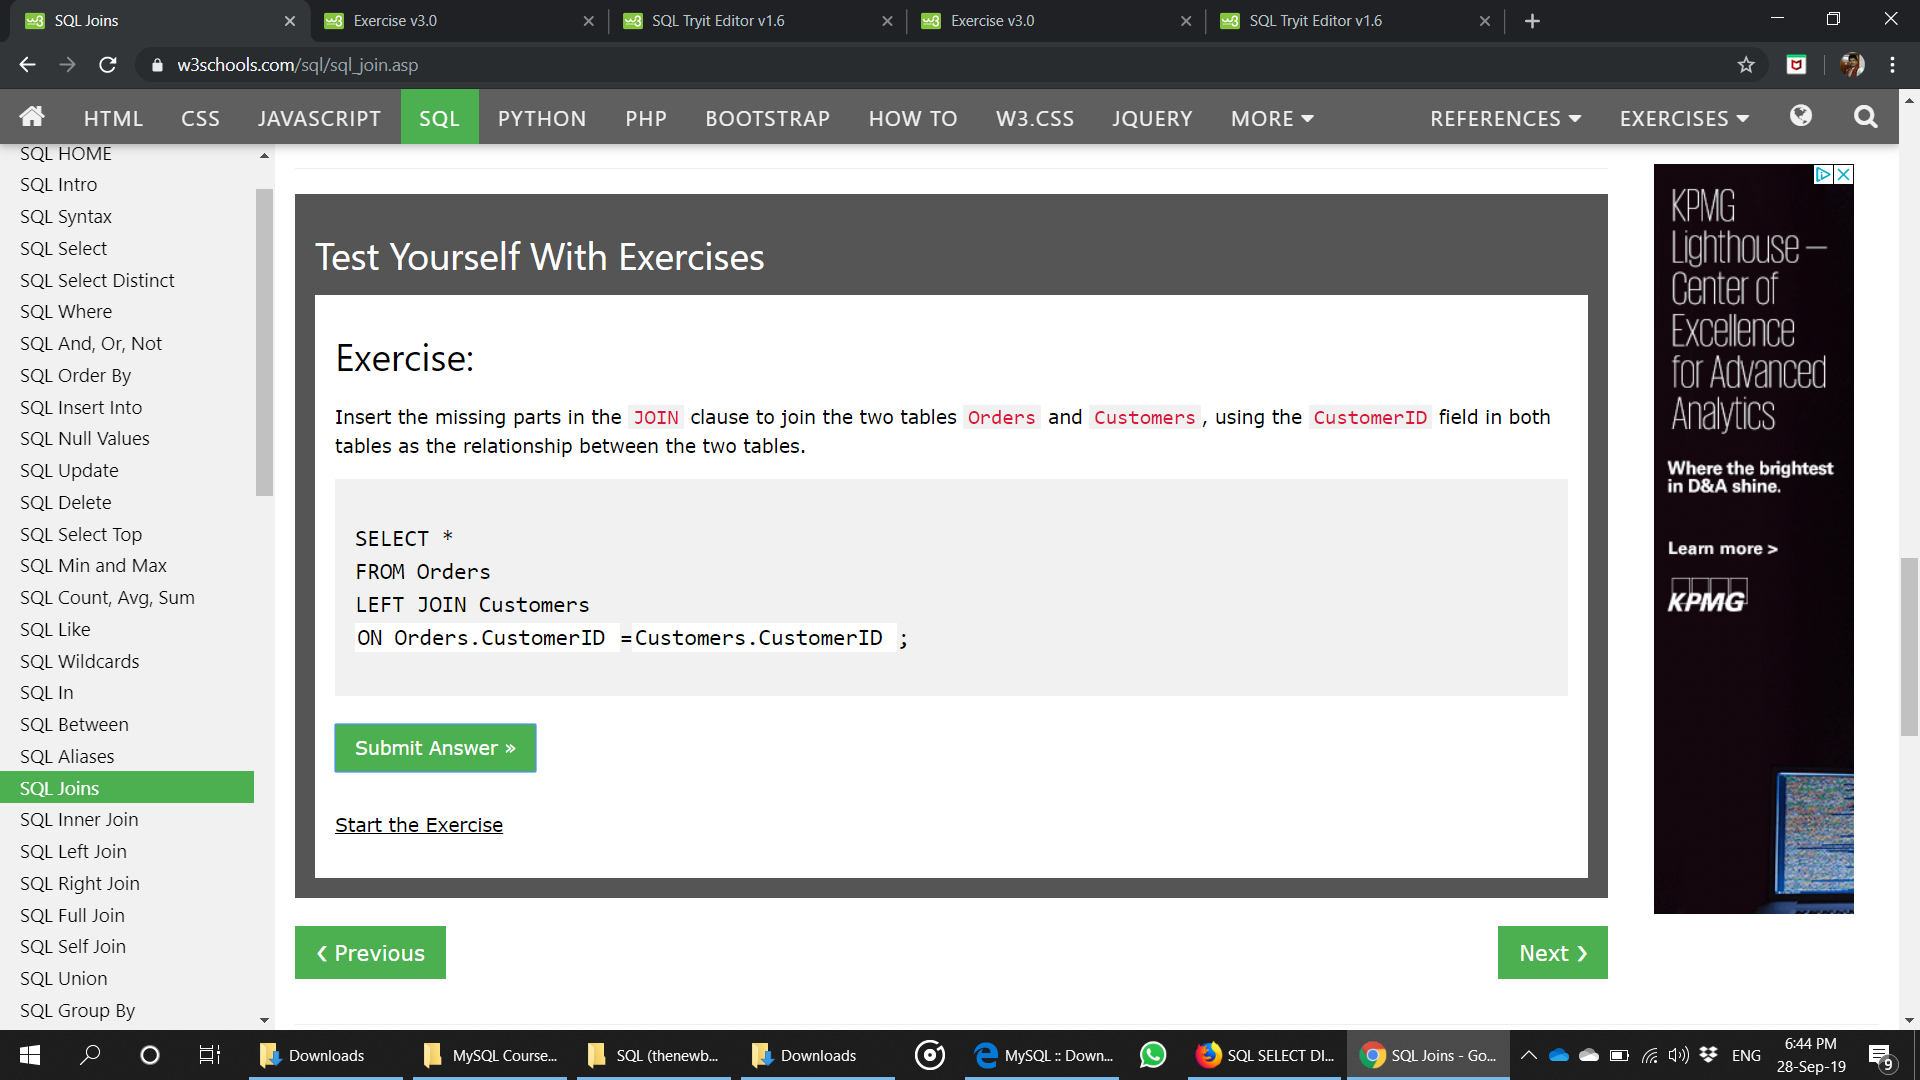 SQL Joins
Exercise v3.0
SQL Tryit Editor v1.6
Exercise v3.0
SQL Tryit Editor v1.6
w3schools.com/sql/sql_join.asp
HTML
CSS
JAVASCRIPT
SQL
PYTHON
PHP
BOOTSTRAP
HOW TO
W3.CSS
JQUERY
MORE
REFERENCES
EXERCISES
SQL HOME
SQL Intro
SQL Syntax
SQL Select
SQL Select Distinct
SQL Where
SQL And, Or, Not
SQL Order By
SQL Insert Into
SQL Null Values
SQL Update
SQL Delete
SQL Select Top
SQL Min and Max
SQL Count, Avg, Sum
SQL Like
SQL Wildcards
SQL In
SQL Between
SQL Aliases
SQL Joins
SQL Inner Join
SQL Left Join
SQL Right Join
SQL Full Join
SQL Self Join
SQL Union
SQL Group By
Test Yourself With Exercises
Exercise:
Insert the missing parts in the JOIN clause to join the two tables Orders and Customers, using the CustomerID field in both
tables as the relationship between the two tables.
SELECT *
FROM Orders
LEFT JOIN Customers
ON Orders.CustomerID =Customers.CustomerID ;
Submit Answer »
Start the Exercise
❮ Previous
Next ❯
KPMG
Lighthouse –
Center of
Excellence
for Advanced
Analytics
Where the brightest
in D&A shine.
Learn more >
KPMG
Downloads
MySQL Course...
SQL (thenewb...
Downloads
MySQL :: Down...
SQL SELECT DI...
SQL Joins - Go...
ENG
6:44 PM
28-Sep-19
9